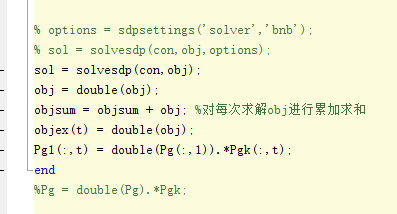 % options = sdpsettings('solver','bnb');
% sol = solvesdp(con,obj,options);
sol = solvesdp(con,obj);
obj = double(obj);
objsum = objsum + obj; %对每次求解obj进行累加求和
objex(t) = double(obj);
Pg1(:,t) = double(Pg(:,1)).*Pgk(:,t);
end
%Pg = double(Pg).*Pgk;